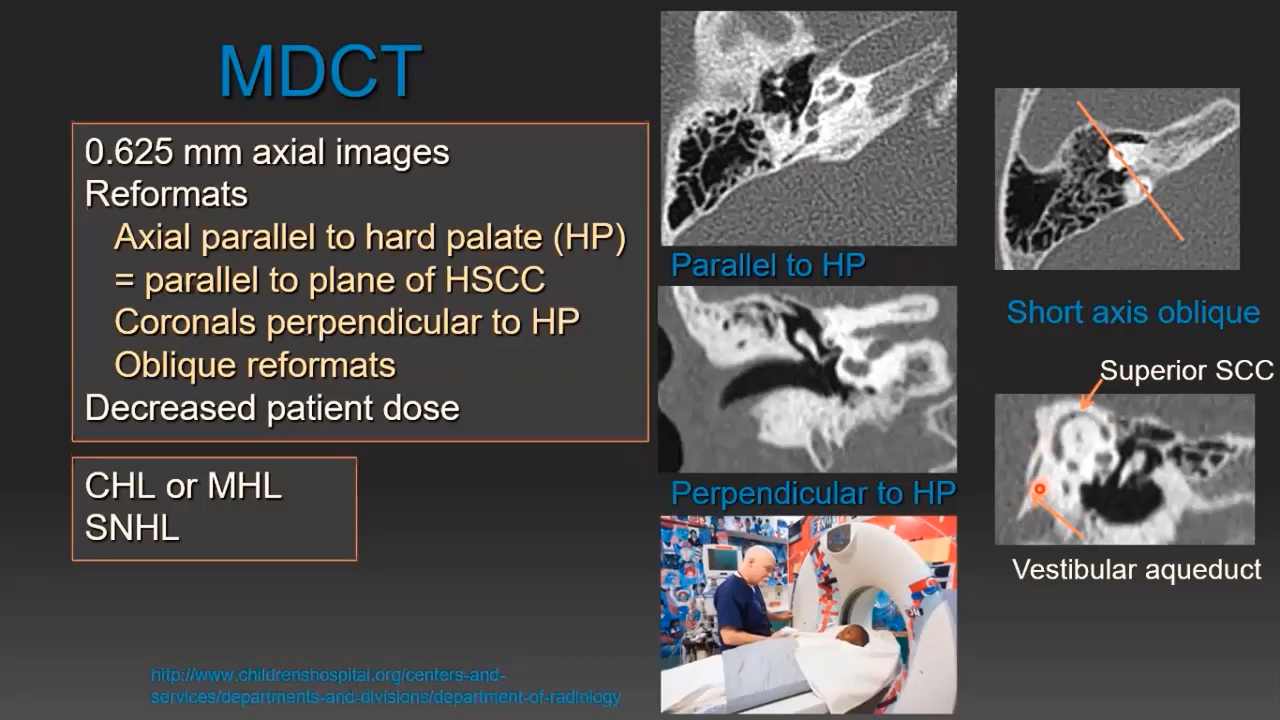 MDCT
0.625 mm axial images
Reformats
Axial parallel to hard palate (HP)
= parallel to plane of HSCC
Coronals perpendicular to HP
Oblique reformats
Decreased patient dose
CHL or MHL
SNHL
http://www.childrenshospital.org/centers-and-
services/departments-and-divisions/department-of-radiology
Parallel to HP
Perpendicular to HP
Short axis oblique
Superior SCC
Vestibular aqueduct